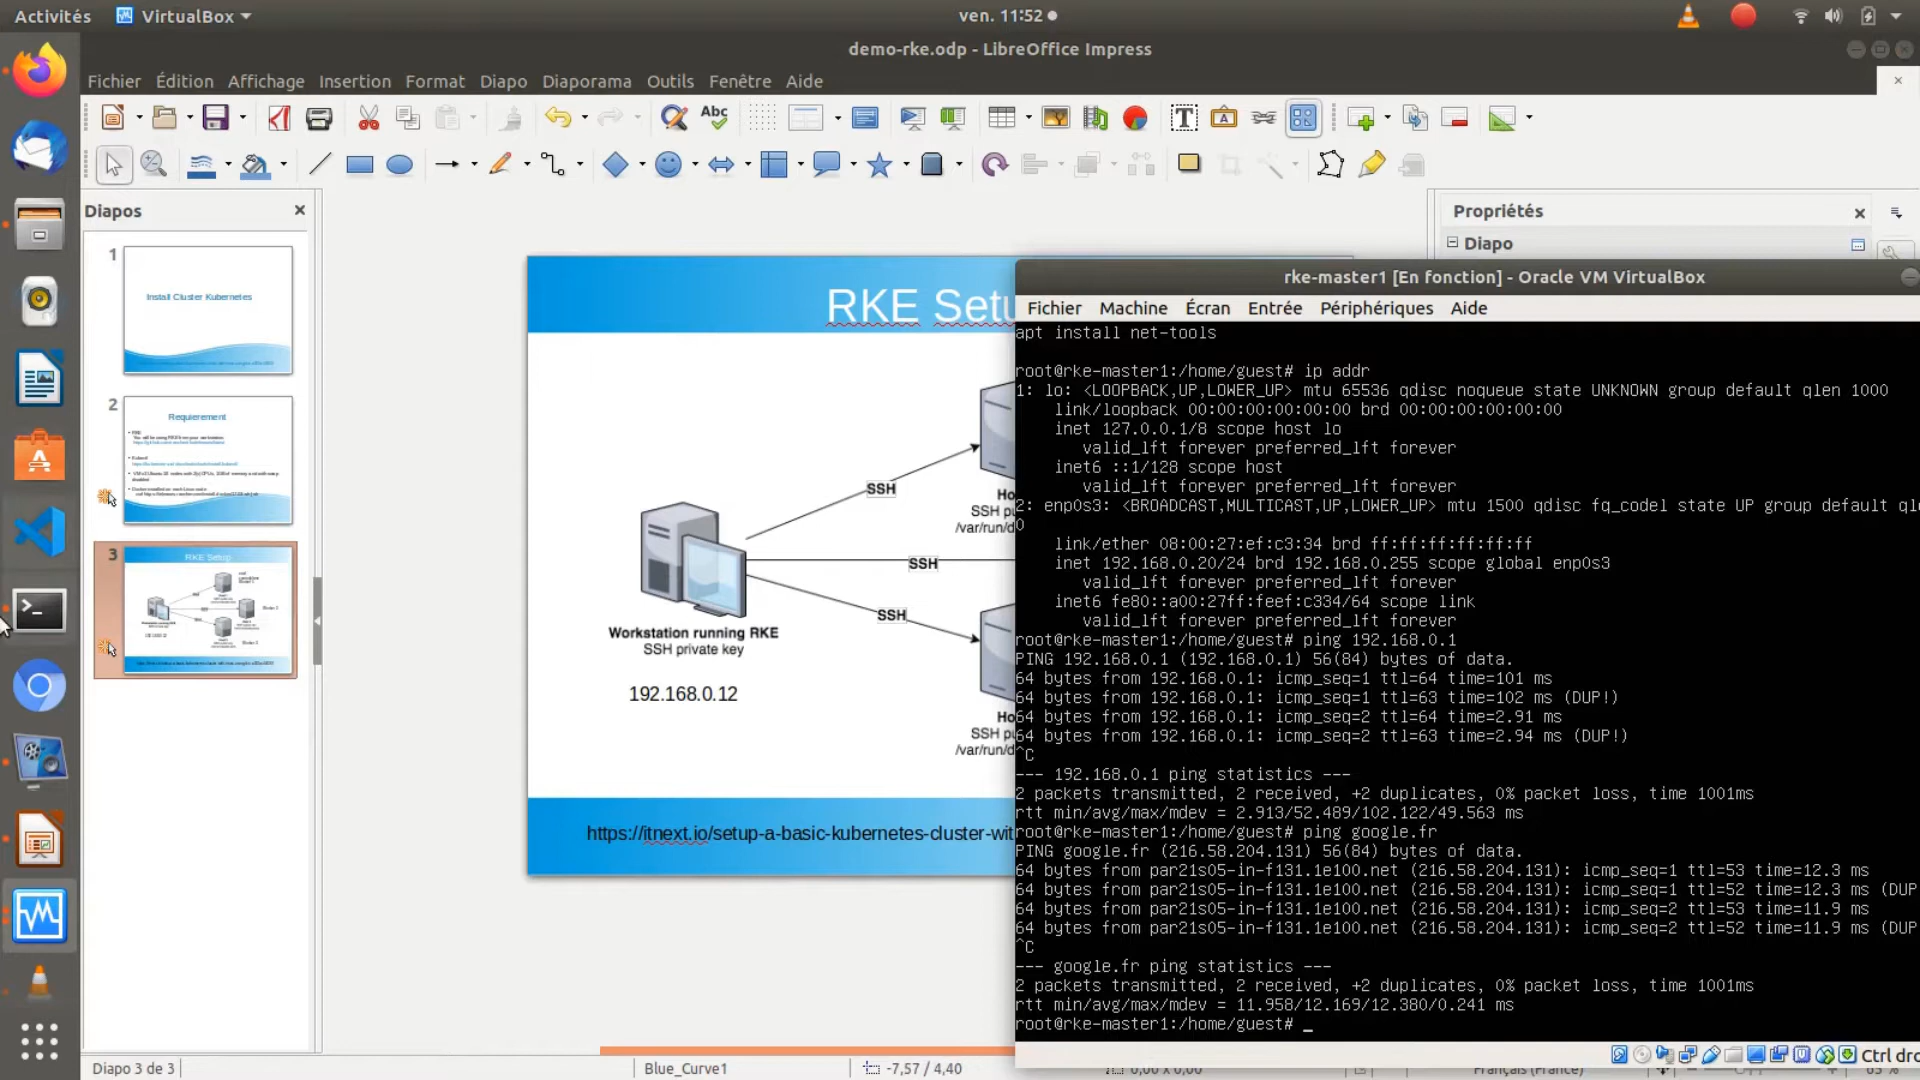 Activités
VirtualBox
ven. 11:52
demo-rke.odp - LibreOffice Impress
Fichier Édition Affichage Insertion Format Diapo Diaporama Outils Fenêtre Aide
Abc
Diapos
Propriétés
Diapo
1
Install Cluster Kubernetes
2
Requierement
3
RKE Setup
SSH
SSH
SSH
Workstation running RKE
SSH private key
192.168.0.12
https://itnext.io/setup-a-basic-kubernetes-cluster-wit
rke-master1 [En fonction] - Oracle VM VirtualBox
Fichier Machine Écran Entrée Périphériques Aide
apt install net-tools
root@rke-master1:/home/guest# ip addr
1: lo: <LOOPBACK,UP,LOWER_UP> mtu 65536 qdisc noqueue state UNKNOWN group default qlen 1000
link/loopback 00:00:00:00:00:00 brd 00:00:00:00:00:00
inet 127.0.0.1/8 scope host lo
valid_lft forever preferred_lft forever
inet6 ::1/128 scope host
valid_lft forever preferred_lft forever
2: enp0s3: <BROADCAST,MULTICAST,UP,LOWER_UP> mtu 1500 qdisc fq_codel state UP group default ql
0
link/ether 08:00:27:ef:c3:34 brd ff:ff:ff:ff:ff:ff
inet 192.168.0.20/24 brd 192.168.0.255 scope global enp0s3
valid_lft forever preferred_lft forever
inet6 fe80::a00:27ff:feef:c334/64 scope link
valid_lft forever preferred_lft forever
root@rke-master1:/home/guest# ping 192.168.0.1
PING 192.168.0.1 (192.168.0.1) 56(84) bytes of data.
64 bytes from 192.168.0.1: icmp_seq=1 ttl=64 time=101 ms
64 bytes from 192.168.0.1: icmp_seq=1 ttl=63 time=102 ms (DUP!)
64 bytes from 192.168.0.1: icmp_seq=2 ttl=64 time=2.91 ms
64 bytes from 192.168.0.1: icmp_seq=2 ttl=63 time=2.94 ms (DUP!)
^C
--- 192.168.0.1 ping statistics ---
2 packets transmitted, 2 received, +2 duplicates, 0% packet loss, time 1001ms
rtt min/avg/max/mdev = 2.913/52.489/102.122/49.563 ms
root@rke-master1:/home/guest# ping google.fr
PING google.fr (216.58.204.131) 56(84) bytes of data.
64 bytes from par21s05-in-f131.1e100.net (216.58.204.131): icmp_seq=1 ttl=53 time=12.3 ms
64 bytes from par21s05-in-f131.1e100.net (216.58.204.131): icmp_seq=1 ttl=52 time=12.3 ms (DUP
64 bytes from par21s05-in-f131.1e100.net (216.58.204.131): icmp_seq=2 ttl=53 time=11.9 ms
64 bytes from par21s05-in-f131.1e100.net (216.58.204.131): icmp_seq=2 ttl=52 time=11.9 ms (DUP
^C
--- google.fr ping statistics ---
2 packets transmitted, 2 received, +2 duplicates, 0% packet loss, time 1001ms
rtt min/avg/max/mdev = 11.958/12.169/12.380/0.241 ms
root@rke-master1:/home/guest# _
Ctrl dro
Diapo 3 de 3
Blue_Curve1
-7,57 / 4,40